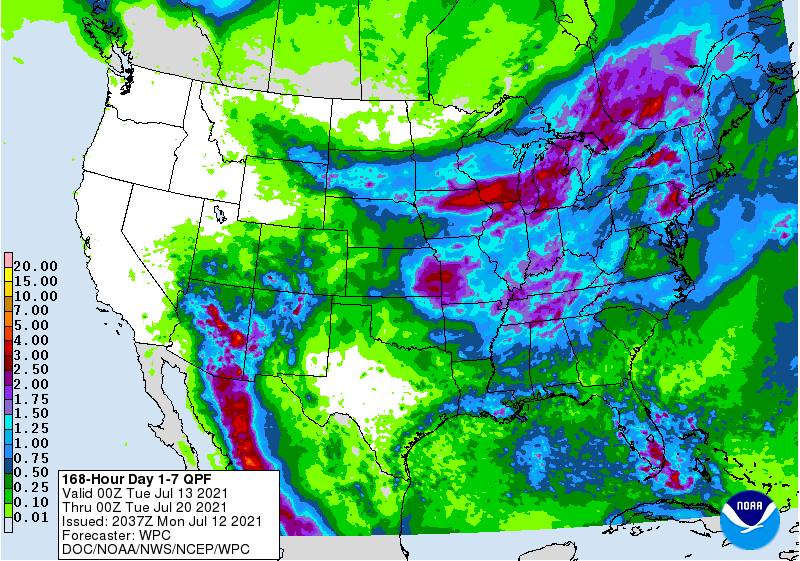 20.00
15.00
10.00
7.00
5.00
4.00
3.00
2.50
2.00
1.75
1.50
1.25
1.00
0.75
0.50
0.25
0.10
0.01
168-Hour Day 1-7 QPF
Valid 00Z Tue Jul 13 2021
Thru 00Z Tue Jul 20 2021
Issued: 2037Z Mon Jul 12 2021
Forecaster: WPC
DOC/NOAA/NWS/NCEP/WPC
NOAA